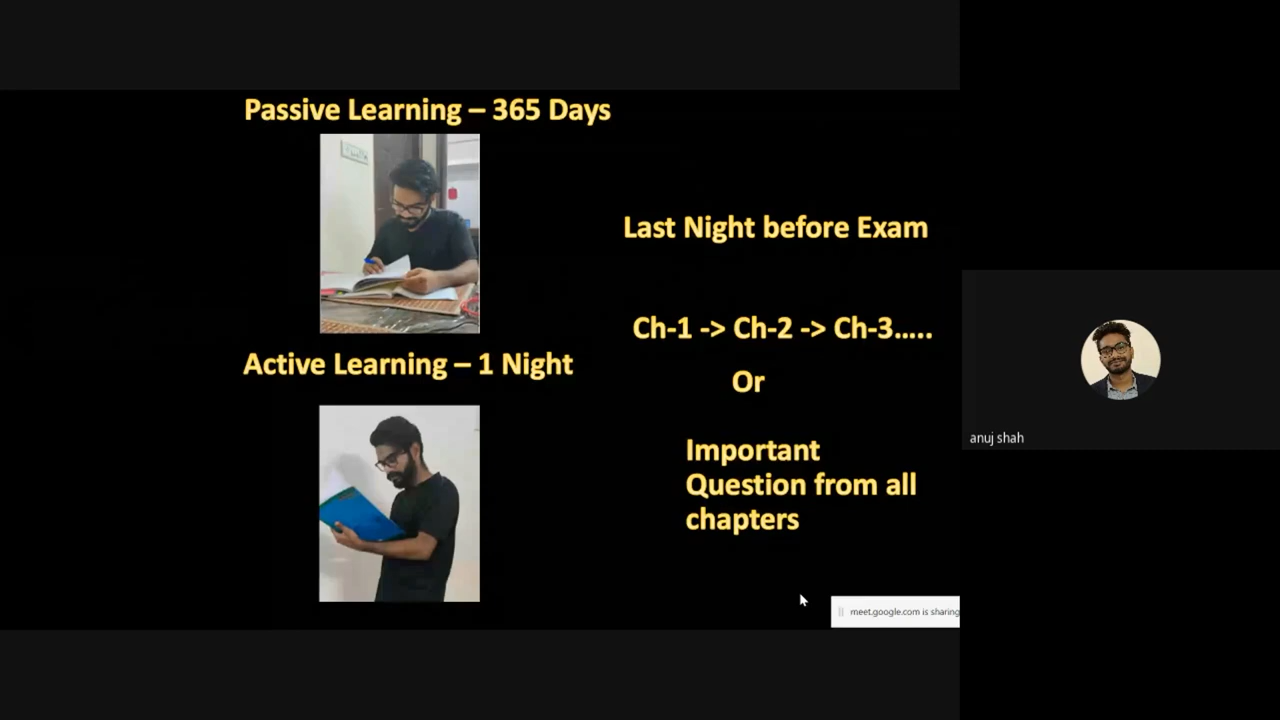 Passive Learning – 365 Days
Active Learning – 1 Night
Last Night before Exam
Ch-1 -> Ch-2 -> Ch-3.....
Or
Important
Question from all
chapters
anuj shah
meet.google.com is sharing